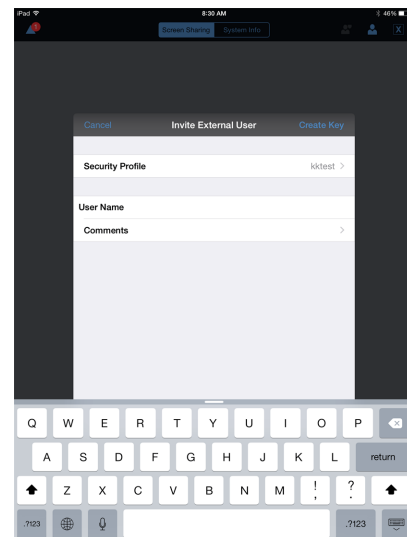 iPad 8:30 AM 46%
1 Screen Sharing System Info X
Cancel Invite External User Create Key
Security Profile kktest >
User Name
Comments >
Q W E R T Y U I O P
A S D F G H J K L return
Z X C V B N M ! , ? .
.?123 .?123